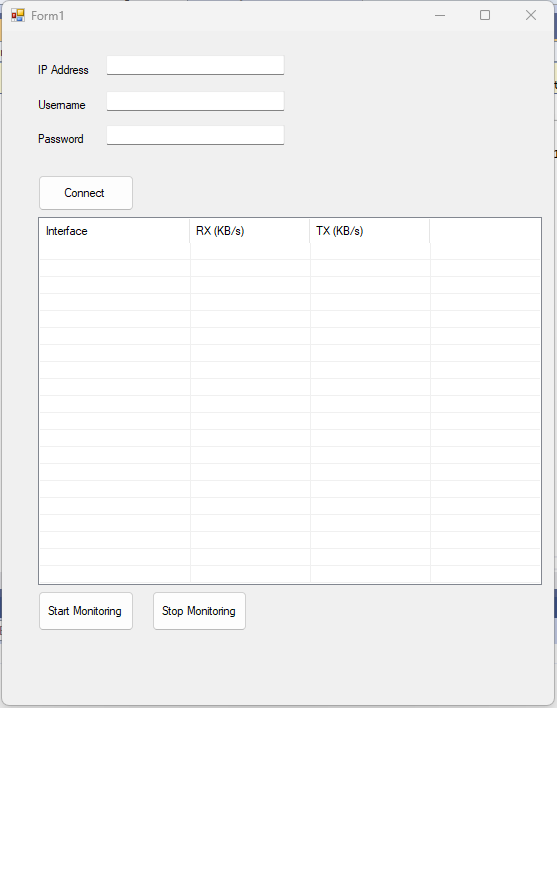 Form1
IP Address
Username
Password
Connect
Interface RX (KB/s) TX (KB/s)
Start Monitoring Stop Monitoring